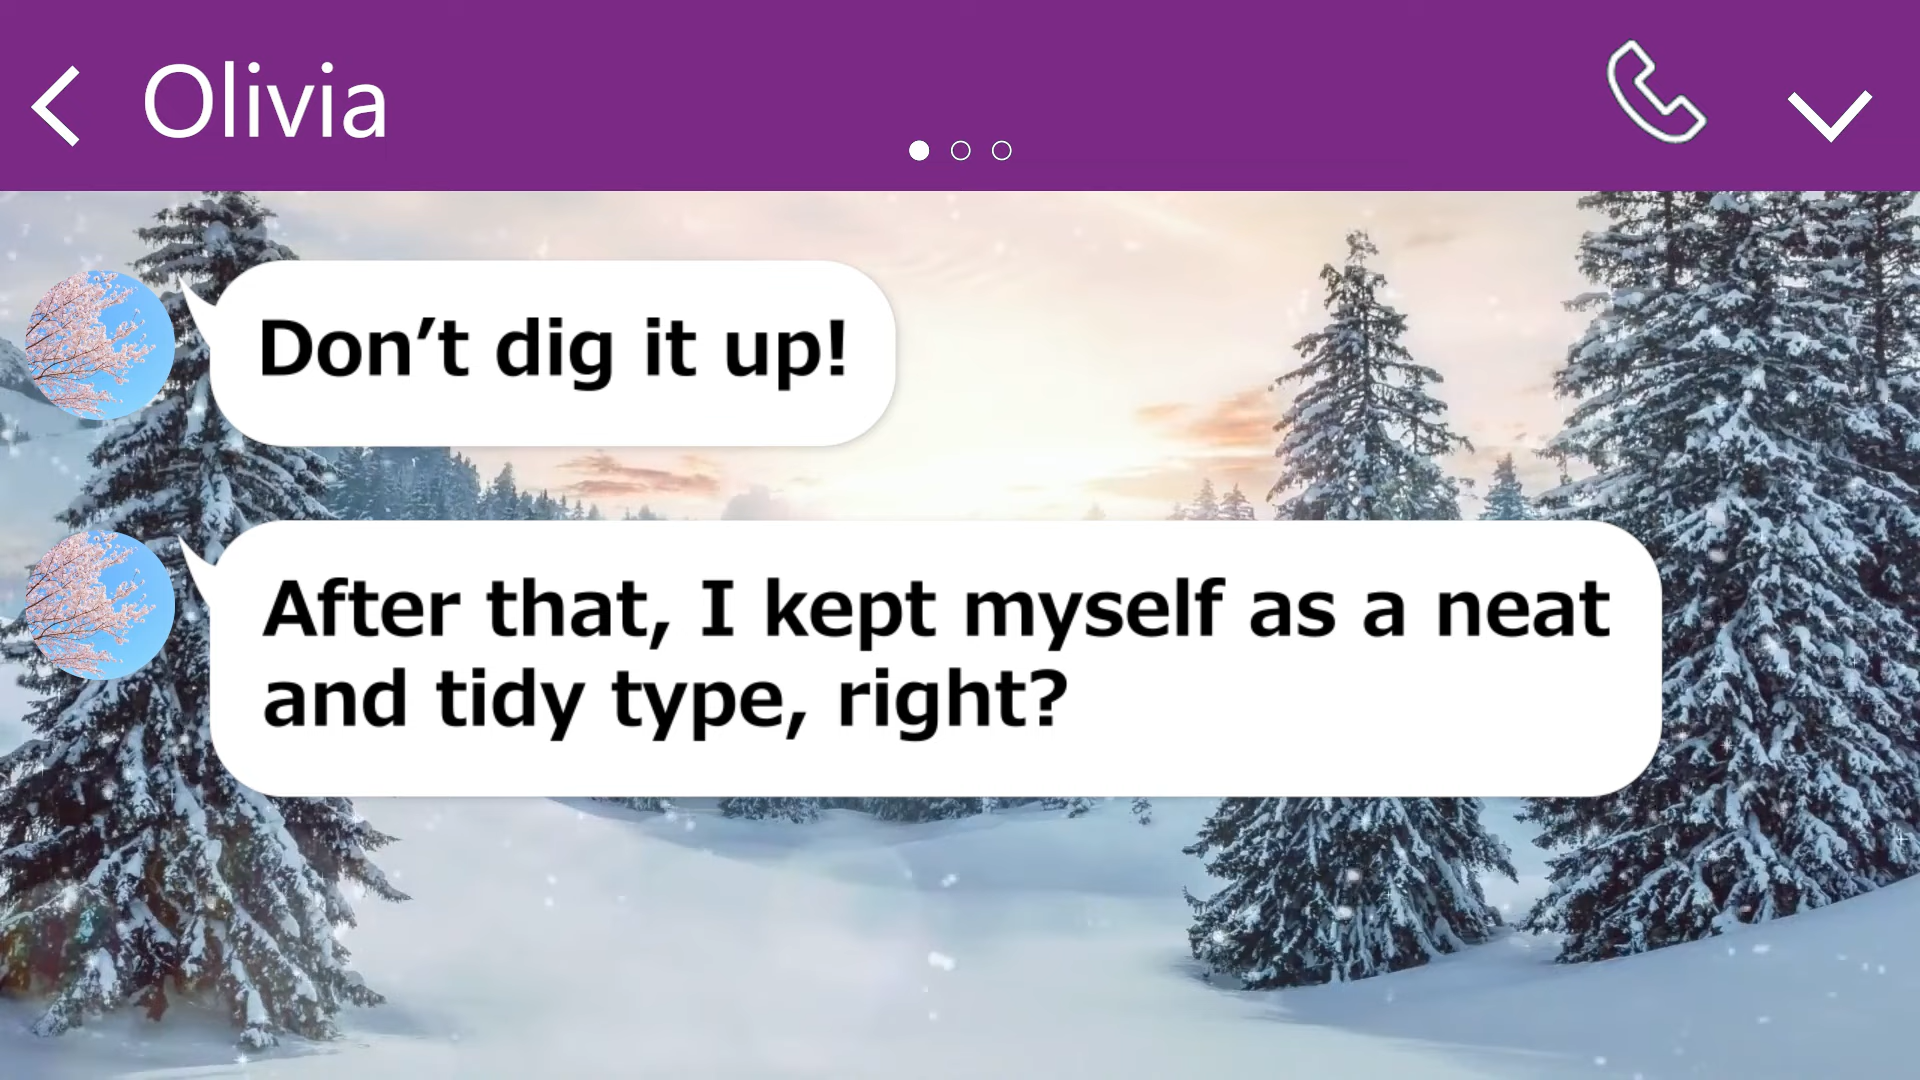 Olivia
Don’t dig it up!
After that, I kept myself as a neat
and tidy type, right?